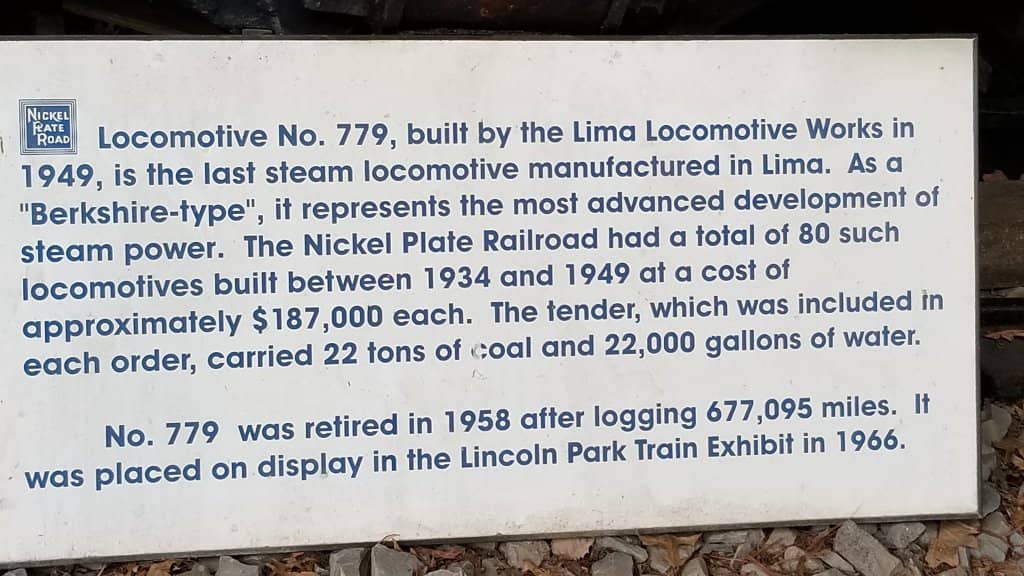 NICKEL
PLATE
ROAD
Locomotive No. 779, built by the Lima Locomotive Works in
1949, is the last steam locomotive manufactured in Lima. As a
"Berkshire-type", it represents the most advanced development of
steam power. The Nickel Plate Railroad had a total of 80 such
locomotives built between 1934 and 1949 at a cost of
approximately $187,000 each. The tender, which was included in
each order, carried 22 tons of coal and 22,000 gallons of water.
No. 779 was retired in 1958 after logging 677,095 miles. It
was placed on display in the Lincoln Park Train Exhibit in 1966.